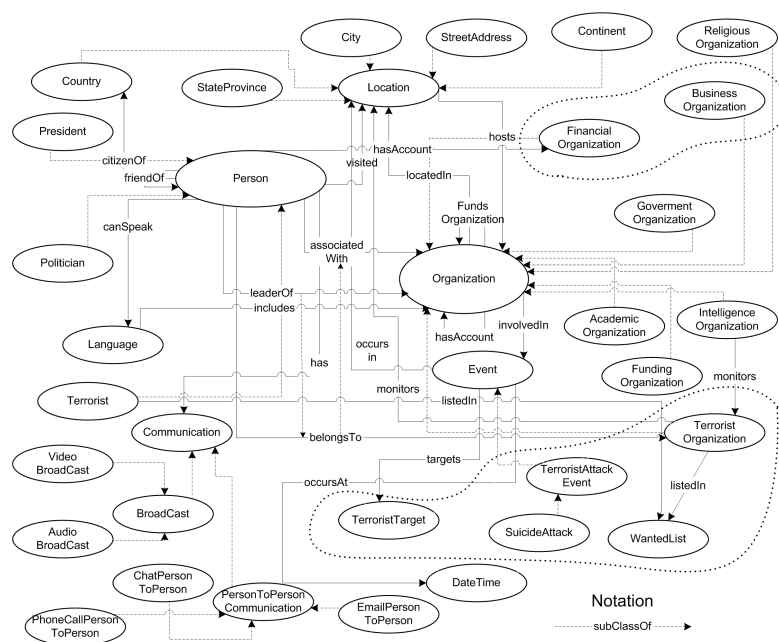 City
StreetAddress
Continent
Religious
Organization
Country
StateProvince
Location
Business
Organization
President
hosts
Financial
Organization
citizenOf
hasAccount
visited
friendOf
Person
locatedIn
Funds
Organization
Goverment
Organization
canSpeak
associated
With
Politician
Organization
leaderOf
includes
Academic
Organization
Intelligence
Organization
Language
hasAccount
involvedIn
occurs
in
has
Event
Funding
Organization
monitors
monitors
Terrorist
listedIn
Communication
belongsTo
Terrorist
Organization
Video
BroadCast
targets
TerroristAttack
Event
occursAt
listedIn
BroadCast
TerroristTarget
SuicideAttack
WantedList
Audio
BroadCast
ChatPerson
ToPerson
DateTime
PersonToPerson
Communication
EmailPerson
ToPerson
Notation
PhoneCallPerson
ToPerson
subClassOf